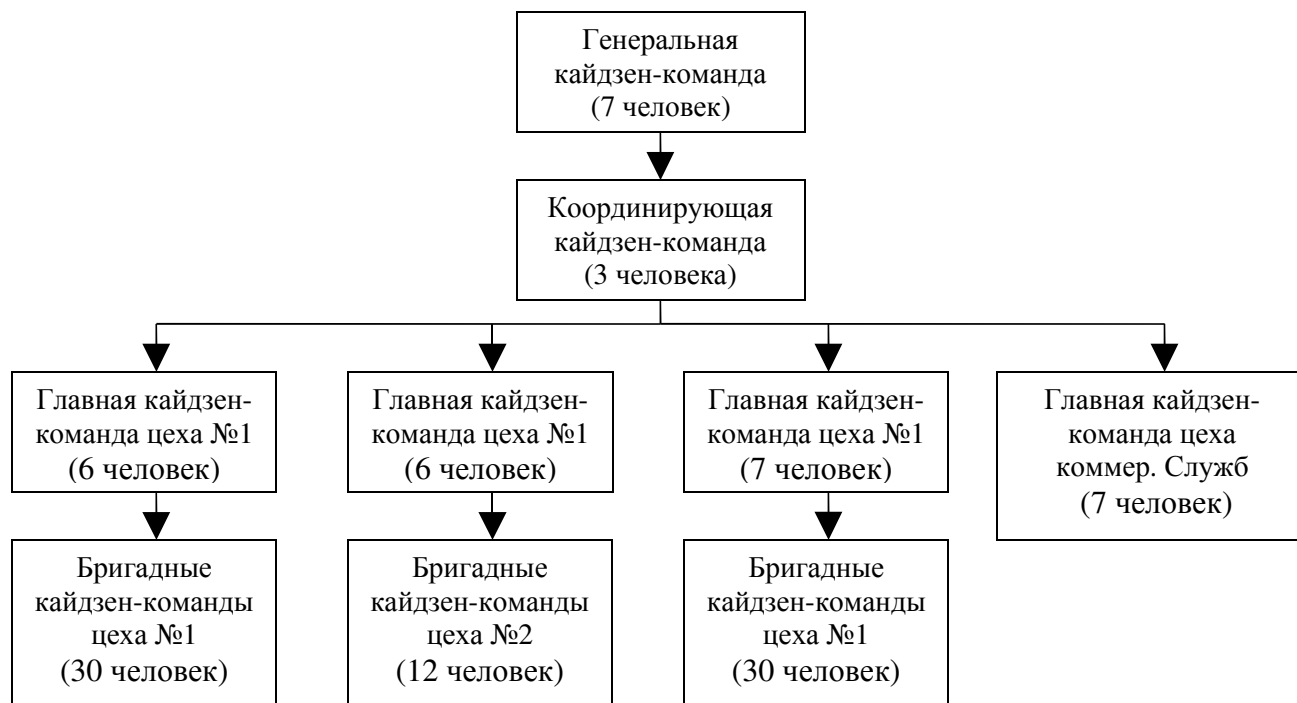 Генеральная
кайдзен-команда
(7 человек)
Координирующая
кайдзен-команда
(3 человека)
Главная кайдзен-
команда цеха №1
(6 человек)
Главная кайдзен-
команда цеха №1
(6 человек)
Главная кайдзен-
команда цеха №1
(7 человек)
Главная кайдзен-
команда цеха
коммер. Служб
(7 человек)
Бригадные
кайдзен-команды
цеха №1
(30 человек)
Бригадные
кайдзен-команды
цеха №2
(12 человек)
Бригадные
кайдзен-команды
цеха №1
(30 человек)